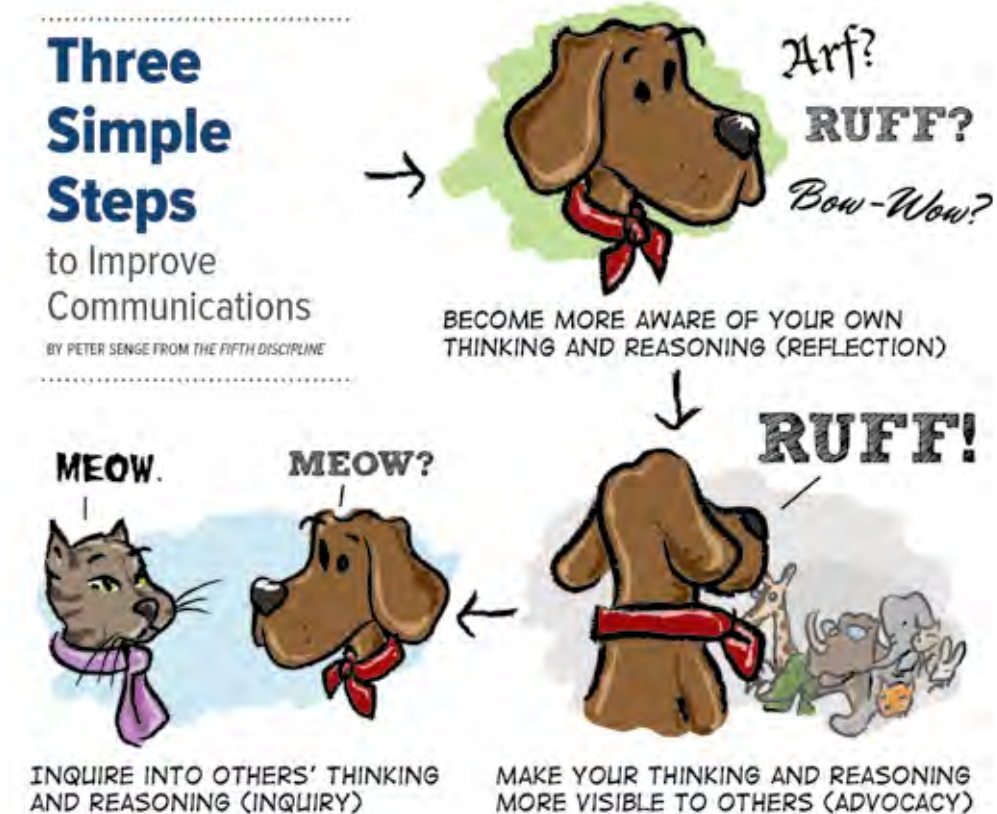 Three
Simple
Steps
to Improve
Communications
BY PETER SENGE FROM THE FIFTH DISCIPLINE
Arf?
RUFF?
Bow-Wow?
BECOME MORE AWARE OF YOUR OWN
THINKING AND REASONING (REFLECTION)
RUFF!
MAKE YOUR THINKING AND REASONING
MORE VISIBLE TO OTHERS (ADVOCACY)
MEOW.
MEOW?
INQUIRE INTO OTHERS' THINKING
AND REASONING (INQUIRY)